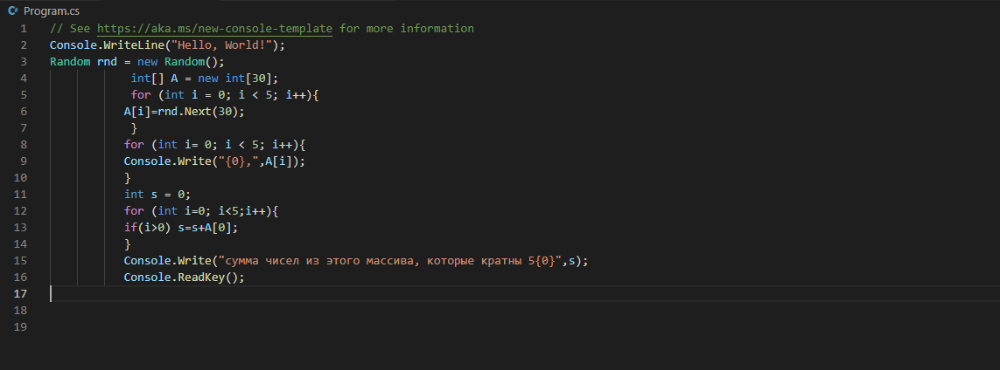 C# Program.cs
1 // See https://aka.ms/new-console-template for more information
2 Console.WriteLine("Hello, World!");
3 Random rnd = new Random();
4 int[] A = new int[30];
5 for (int i = 0; i < 5; i++){
6 A[i]=rnd.Next(30);
7 }
8 for (int i= 0; i < 5; i++){
9 Console.Write("{0},",A[i]);
10 }
11 int s = 0;
12 for (int i=0; i<5;i++){
13 if(i>0) s=s+A[0];
14 }
15 Console.Write("сумма чисел из этого массива, которые кратны 5{0}",s);
16 Console.ReadKey();
17
18
19